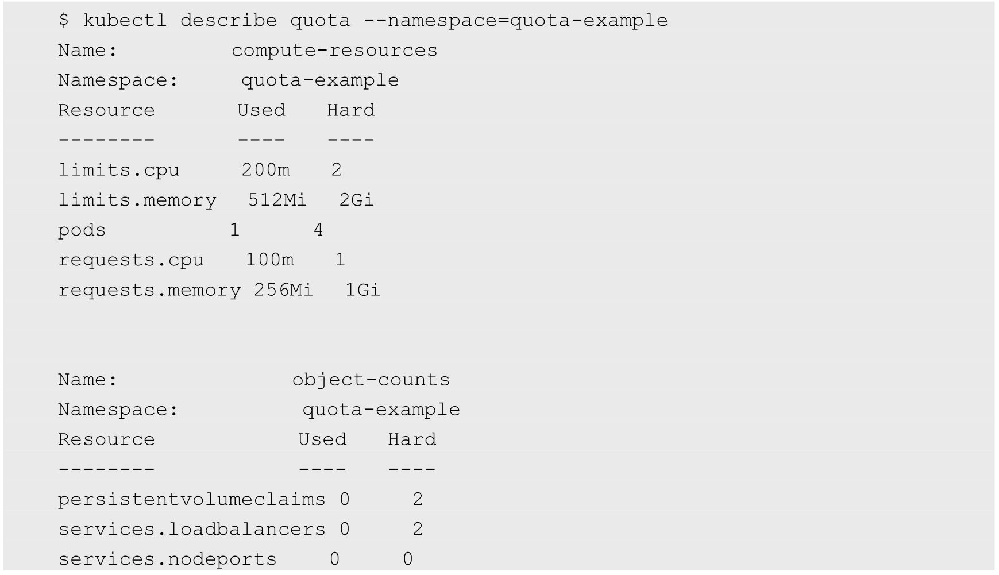 $ kubectl describe quota --namespace=quota-example
Name: compute-resources
Namespace: quota-example
Resource Used Hard
-------- ---- ----
limits.cpu 200m 2
limits.memory 512Mi 2Gi
pods 1 4
requests.cpu 100m 1
requests.memory 256Mi 1Gi
Name: object-counts
Namespace: quota-example
Resource Used Hard
-------- ---- ----
persistentvolumeclaims 0 2
services.loadbalancers 0 2
services.nodeports 0 0